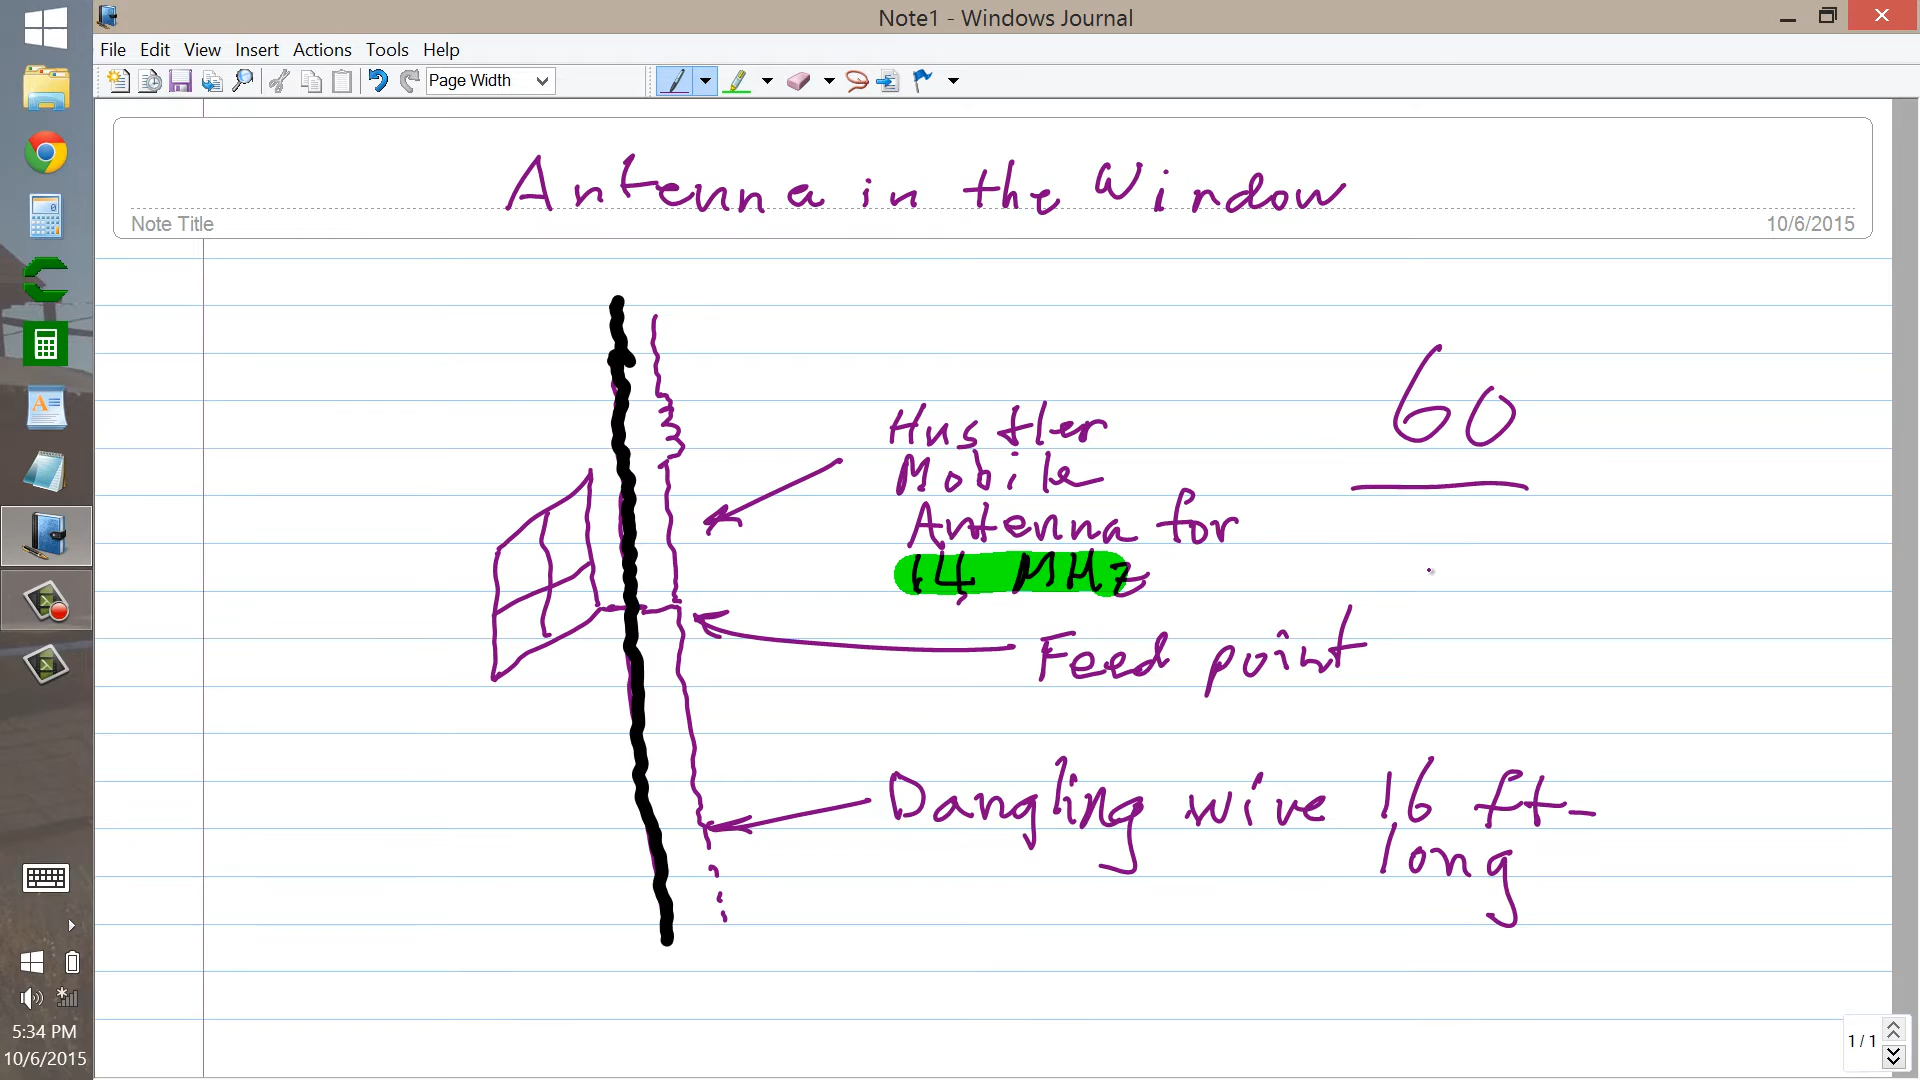 Note1 - Windows Journal
File Edit View Insert Actions Tools Help
Page Width
Antenna in the Window
Note Title
10/6/2015
60
Hustler
Mobile
Antenna for
14 MHz
Feed point
Dangling wire 16 ft-
long
5:34 PM
10/6/2015
1 / 1